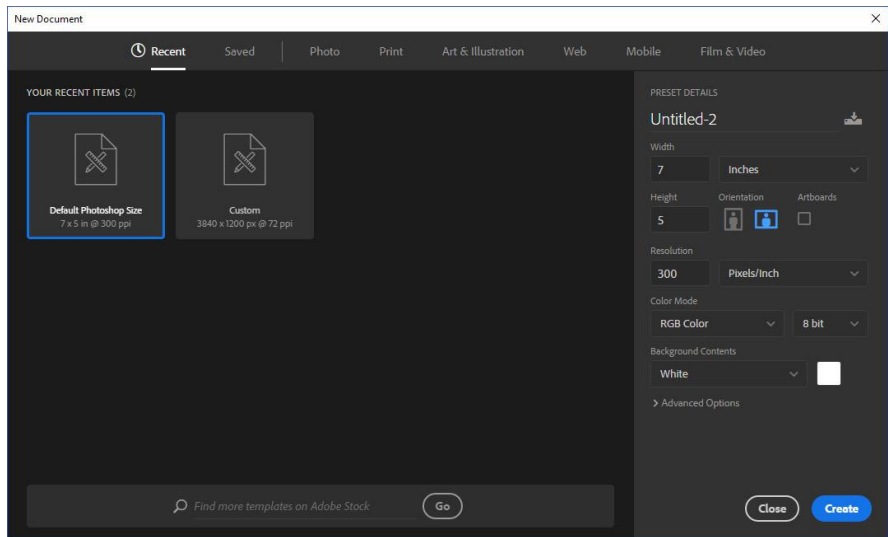 New Document
Recent
Saved
Photo
Print
Art & Illustration
Web
Mobile
Film & Video
YOUR RECENT ITEMS (2)
Default Photoshop Size
7 x 5 in @ 300 ppi
Custom
3840 x 1200 px @ 72 ppi
Find more templates on Adobe Stock
Go
PRESET DETAILS
Untitled-2
Width
7
Inches
Height
Orientation
Artboards
5
Resolution
300
Pixels/Inch
Color Mode
RGB Color
8 bit
Background Contents
White
Advanced Options
Close
Create